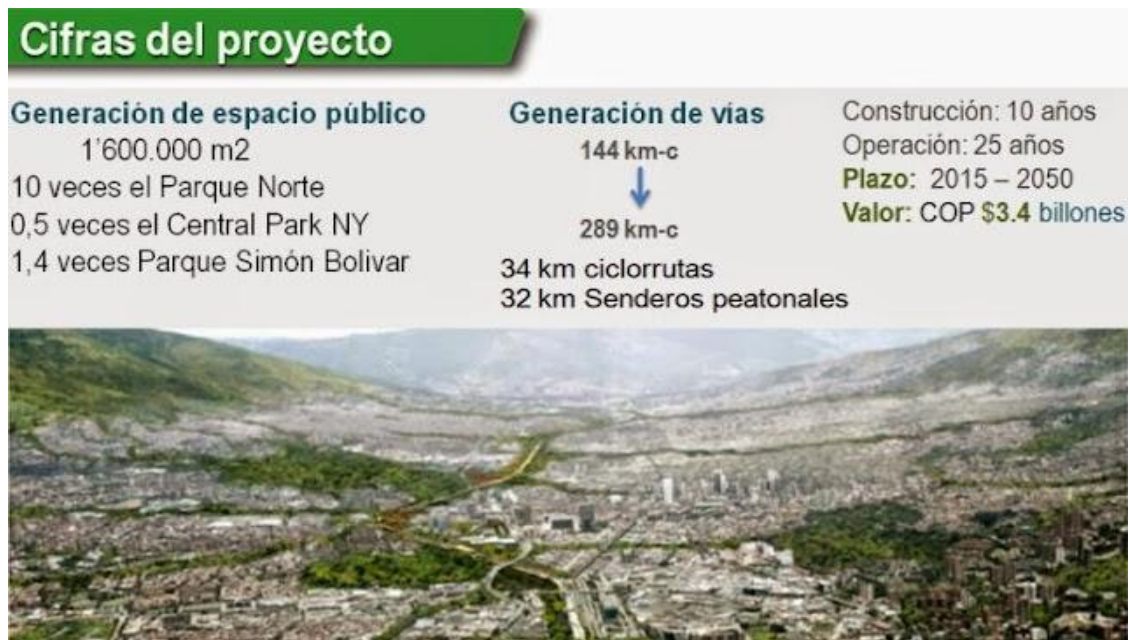 Cifras del proyecto
Generación de espacio público
1'600.000 m2
10 veces el Parque Norte
0,5 veces el Central Park NY
1,4 veces Parque Simón Bolivar
Generación de vías
144 km-c
289 km-c
34 km ciclorrutas
32 km Senderos peatonales
Construcción: 10 años
Operación: 25 años
Plazo: 2015 – 2050
Valor: COP $3.4 billones